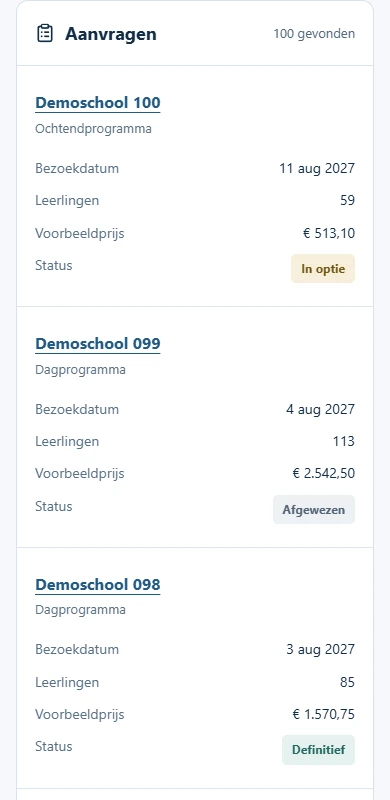 Aanvragen 100 gevonden
Demoschool 100
Ochtendprogramma
Bezoekdatum 11 aug 2027
Leerlingen 59
Voorbeeldprijs € 513,10
Status In optie
Demoschool 099
Dagprogramma
Bezoekdatum 4 aug 2027
Leerlingen 113
Voorbeeldprijs € 2.542,50
Status Afgewezen
Demoschool 098
Dagprogramma
Bezoekdatum 3 aug 2027
Leerlingen 85
Voorbeeldprijs € 1.570,75
Status Definitief